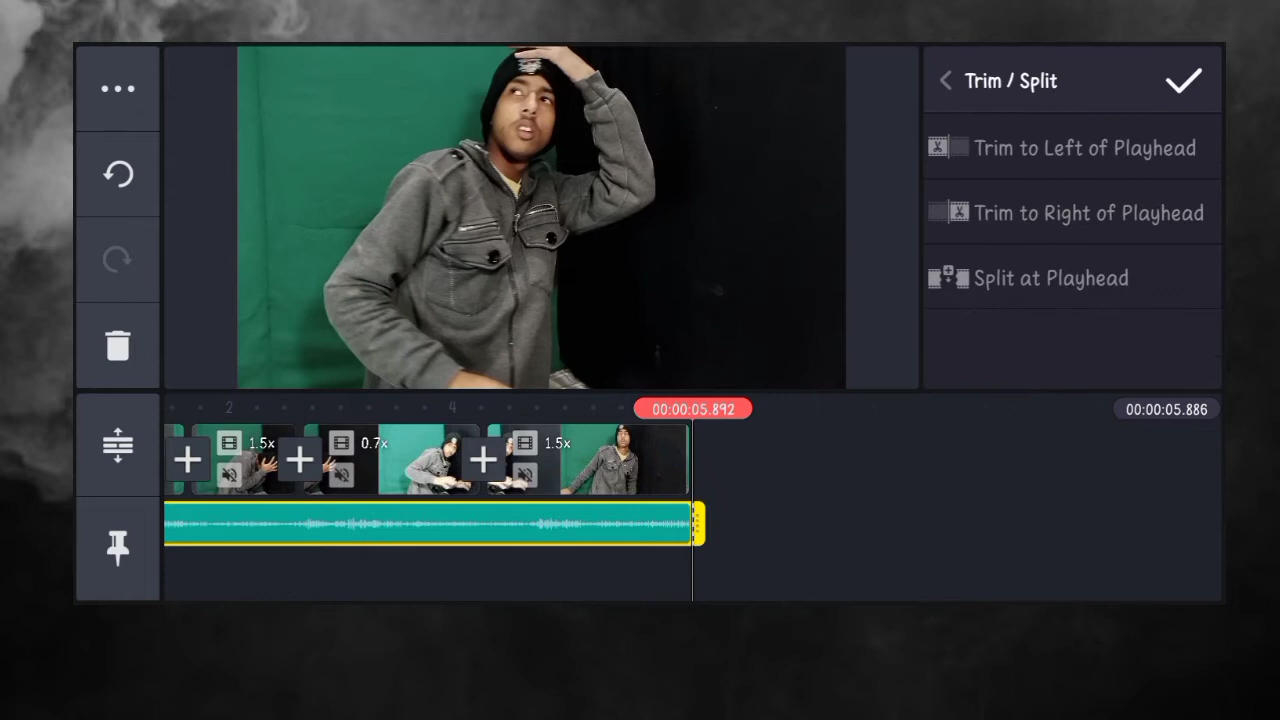 Trim / Split
Trim to Left of Playhead
Trim to Right of Playhead
Split at Playhead
2
4
00:00:05.892
00:00:05.886
1.5x
0.7x
1.5x